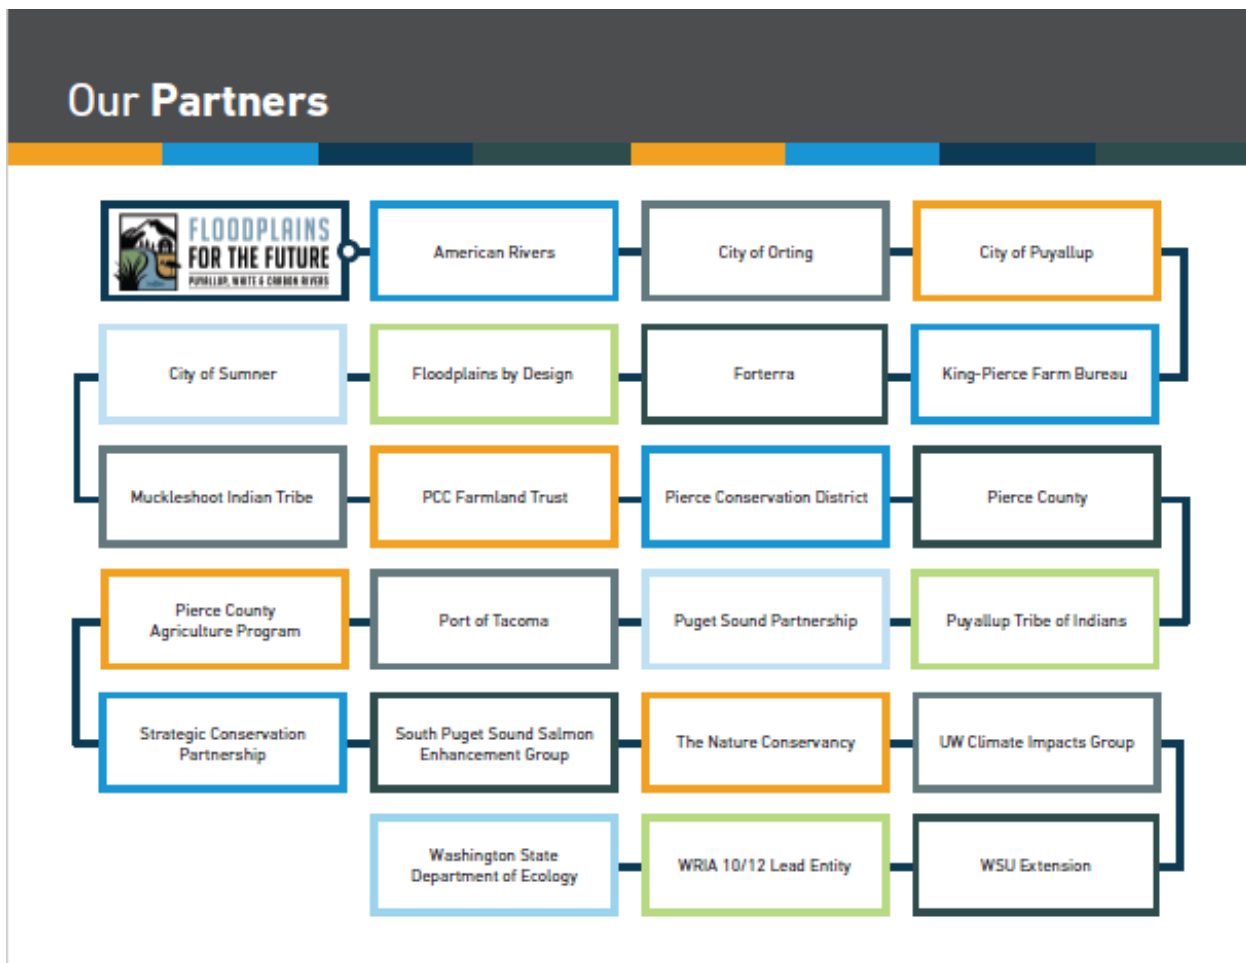 Our Partners
FLOODPLAINS
FOR THE FUTURE
PUYALLUP, WHITE & CARBON RIVERS
American Rivers
City of Orting
City of Puyallup
City of Sumner
Floodplains by Design
Forterra
King-Pierce Farm Bureau
Muckleshoot Indian Tribe
PCC Farmland Trust
Pierce Conservation District
Pierce County
Pierce County
Agriculture Program
Port of Tacoma
Puget Sound Partnership
Puyallup Tribe of Indians
Strategic Conservation
Partnership
South Puget Sound Salmon
Enhancement Group
The Nature Conservancy
UW Climate Impacts Group
Washington State
Department of Ecology
WRIA 10/12 Lead Entity
WSU Extension